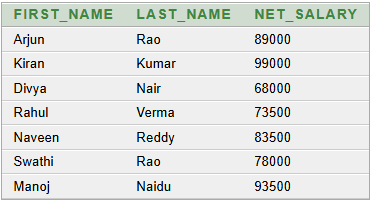 FIRST_NAME LAST_NAME NET_SALARY
Arjun Rao 89000
Kiran Kumar 99000
Divya Nair 68000
Rahul Verma 73500
Naveen Reddy 83500
Swathi Rao 78000
Manoj Naidu 93500